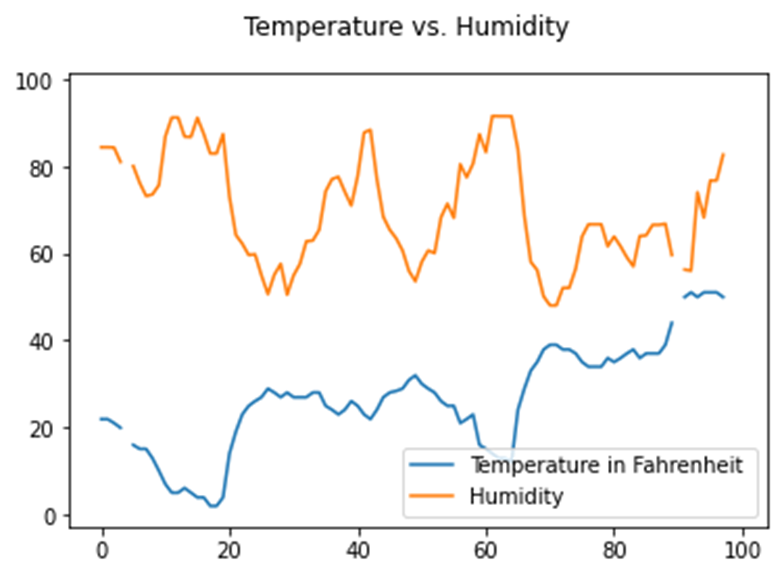 Temperature vs. Humidity
100
80
60
40
20
0
Temperature in Fahrenheit
Humidity
0 20 40 60 80 100